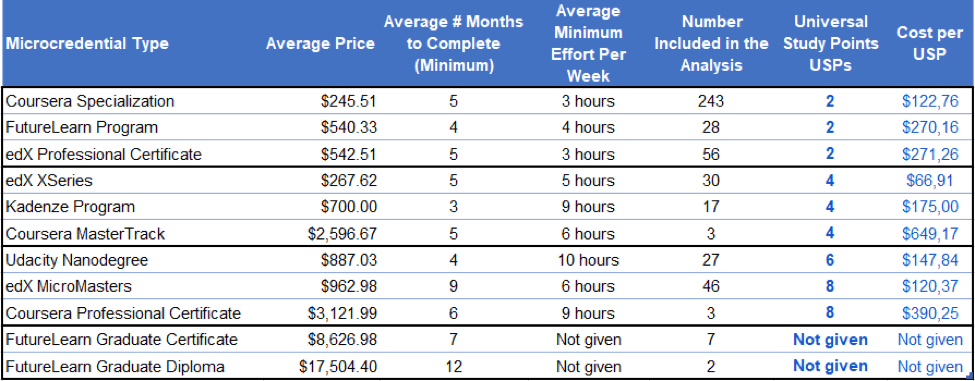 Microcredential Type Average Price Average # Months to Complete (Minimum) Average Minimum Effort Per Week Number Included in the Analysis Universal Study Points USPs Cost per USP
Coursera Specialization $245.51 5 3 hours 243 2 $122,76
FutureLearn Program $540.33 4 4 hours 28 2 $270,16
edX Professional Certificate $542.51 5 3 hours 56 2 $271,26
edX XSeries $267.62 5 5 hours 30 4 $66,91
Kadenze Program $700.00 3 9 hours 17 4 $175,00
Coursera MasterTrack $2,596.67 5 6 hours 3 4 $649,17
Udacity Nanodegree $887.03 4 10 hours 27 6 $147,84
edX MicroMasters $962.98 9 6 hours 46 8 $120,37
Coursera Professional Certificate $3,121.99 6 9 hours 3 8 $390,25
FutureLearn Graduate Certificate $8,626.98 7 Not given 7 Not given Not given
FutureLearn Graduate Diploma $17,504.40 12 Not given 2 Not given Not given